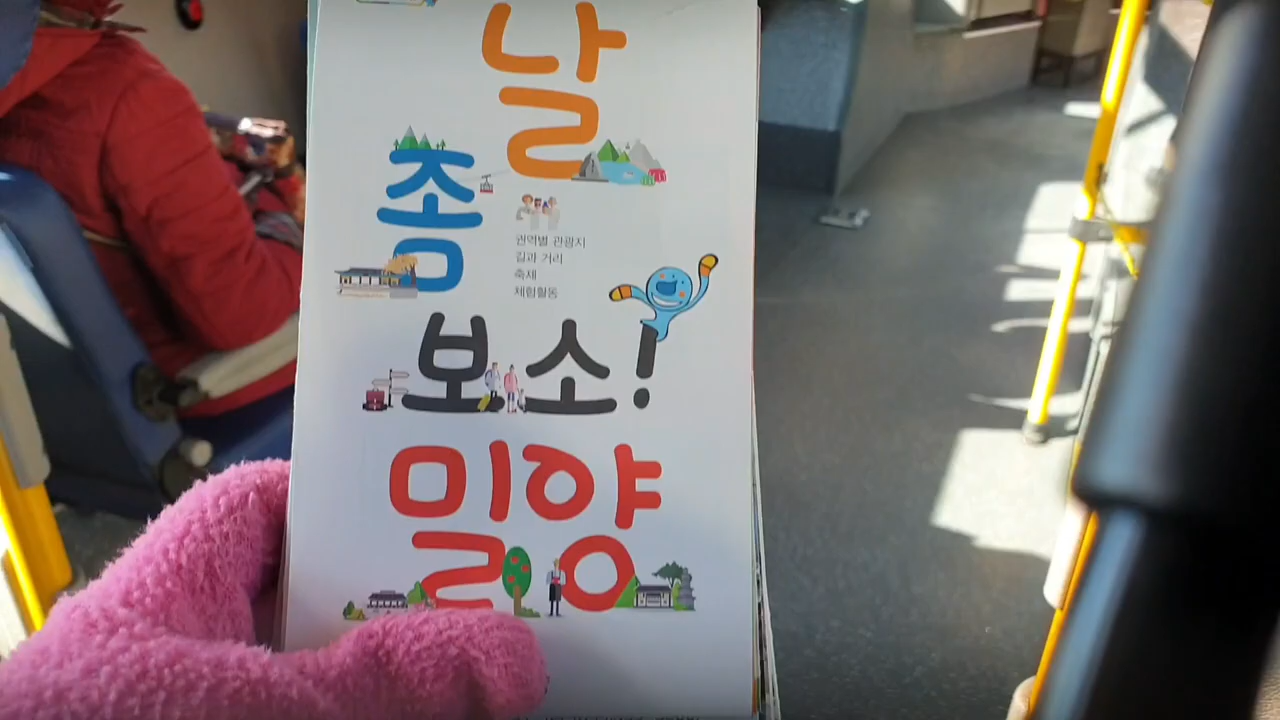 날
좀
권역별 관광지
길과 거리
축제
체험활동
보소!
밀양